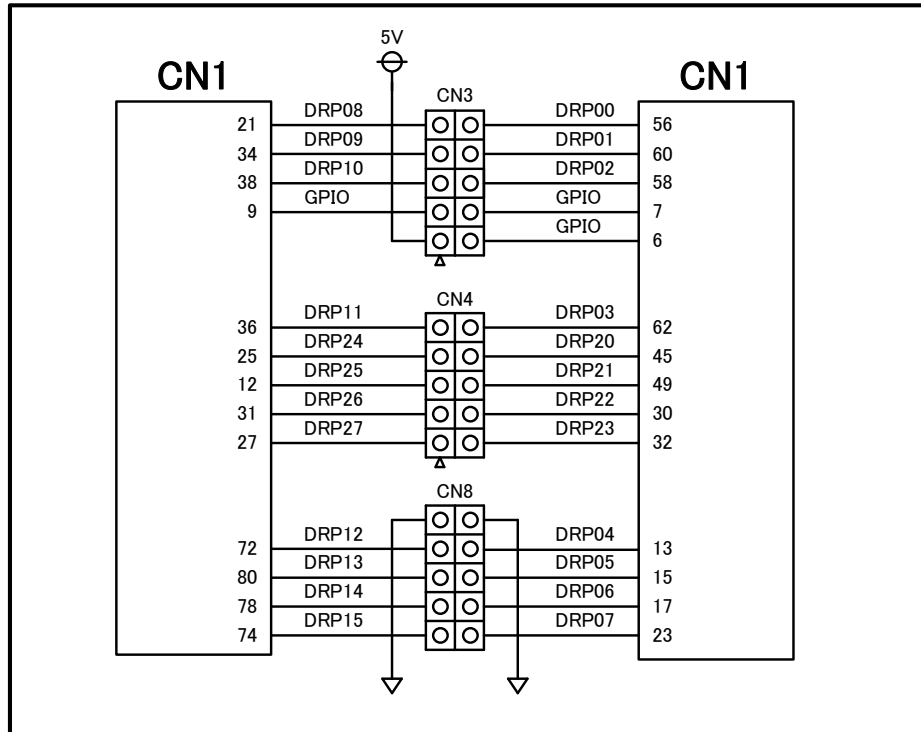 5V
CN1 CN1
CN3
21 DRP08 DRP00 56
34 DRP09 DRP01 60
38 DRP10 DRP02 58
9 GPIO GPIO 7
GPIO 6
CN4
36 DRP11 DRP03 62
25 DRP24 DRP20 45
12 DRP25 DRP21 49
31 DRP26 DRP22 30
27 DRP27 DRP23 32
CN8
72 DRP12 DRP04 13
80 DRP13 DRP05 15
78 DRP14 DRP06 17
74 DRP15 DRP07 23